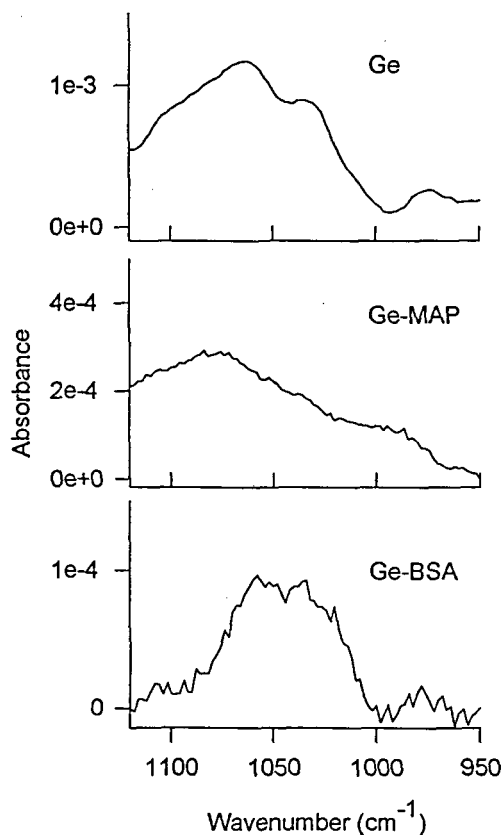 Ge
1e-3
0e+0
Ge-MAP
4e-4
2e-4
0e+0
Absorbance
Ge-BSA
1e-4
0
1100 1050 1000 950
Wavenumber (cm⁻¹)